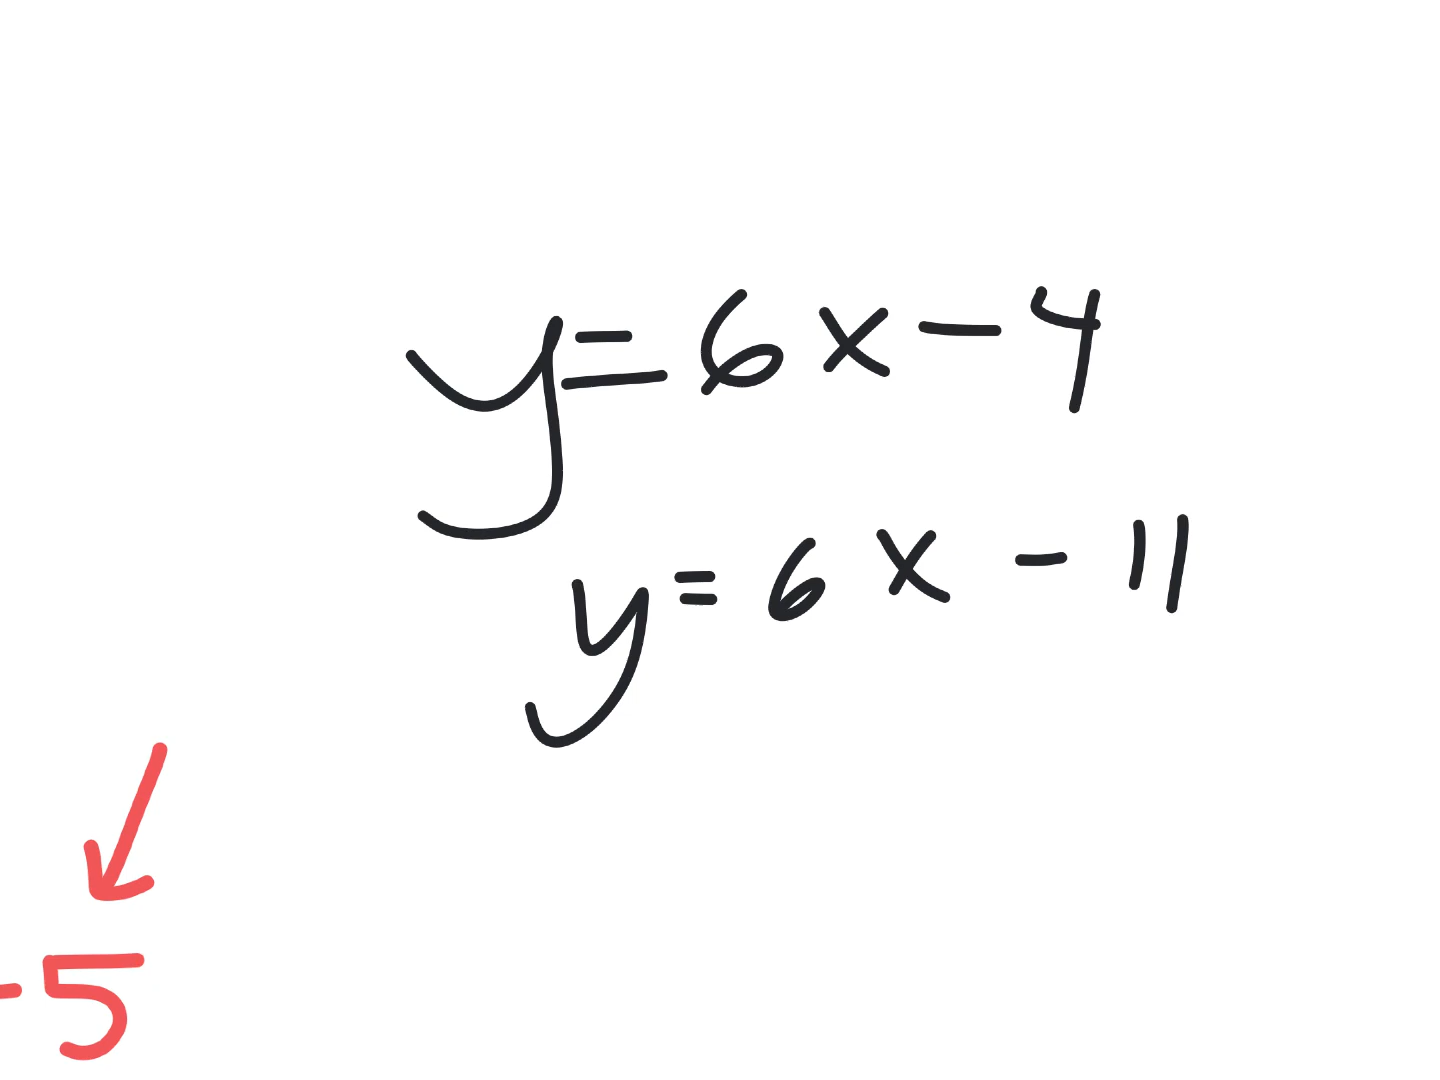 y = 6x - 4
y = 6x - 11
-5